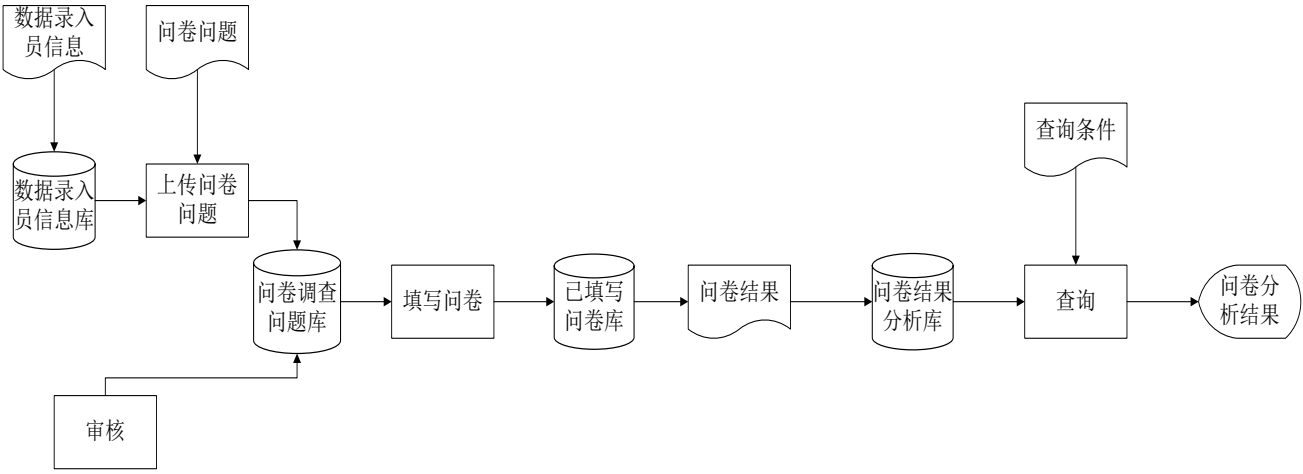 数据录入
员信息
问卷问题
查询条件
数据录入
员信息库
上传问卷
问题
问卷调查
问题库
填写问卷
已填写
问卷库
问卷结果
问卷结果
分析库
查询
问卷分
析结果
审核